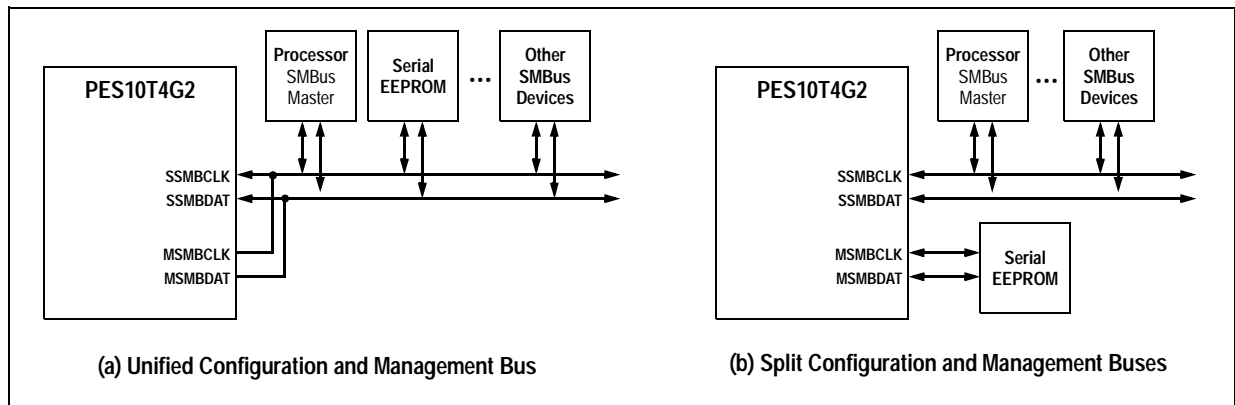 PES10T4G2
Processor
SMBus
Master
Serial
EEPROM
...
Other
SMBus
Devices
SSMBCLK
SSMBDAT
MSMBCLK
MSMBDAT
(a) Unified Configuration and Management Bus
PES10T4G2
Processor
SMBus
Master
...
Other
SMBus
Devices
SSMBCLK
SSMBDAT
MSMBCLK
MSMBDAT
Serial
EEPROM
(b) Split Configuration and Management Buses